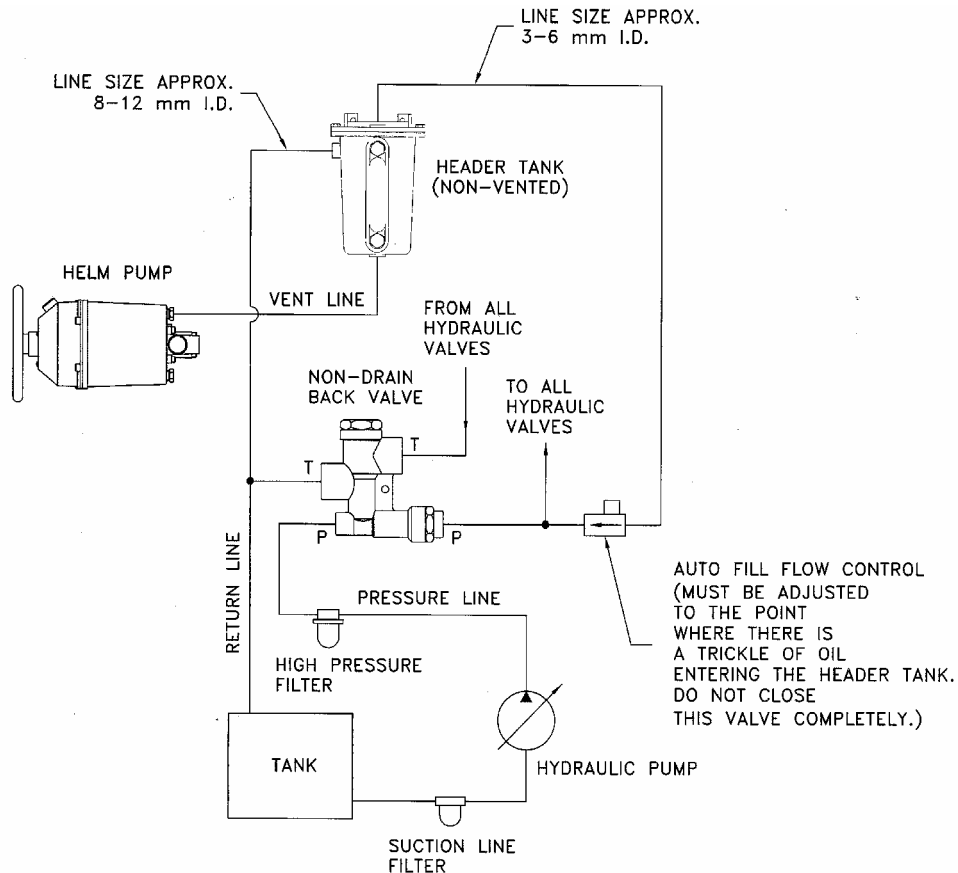 LINE SIZE APPROX.
3-6 mm I.D.
LINE SIZE APPROX.
8-12 mm I.D.
HEADER TANK
(NON-VENTED)
HELM PUMP
VENT LINE
FROM ALL
HYDRAULIC
VALVES
NON-DRAIN
BACK VALVE
TO ALL
HYDRAULIC
VALVES
T
T
P
P
RETURN LINE
PRESSURE LINE
HIGH PRESSURE
FILTER
AUTO FILL FLOW CONTROL
(MUST BE ADJUSTED
TO THE POINT
WHERE THERE IS
A TRICKLE OF OIL
ENTERING THE HEADER TANK.
DO NOT CLOSE
THIS VALVE COMPLETELY.)
TANK
HYDRAULIC PUMP
SUCTION LINE
FILTER